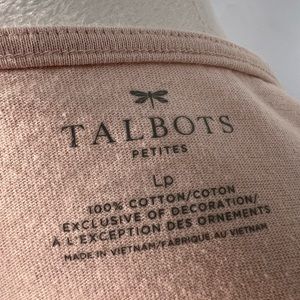 TALBOTS
PETITES
Lp
100% COTTON/COTON
EXCLUSIVE OF DECORATION/
À L'EXCEPTION DES ORNEMENTS
MADE IN VIETNAM/FABRIQUÉ AU VIETNAM